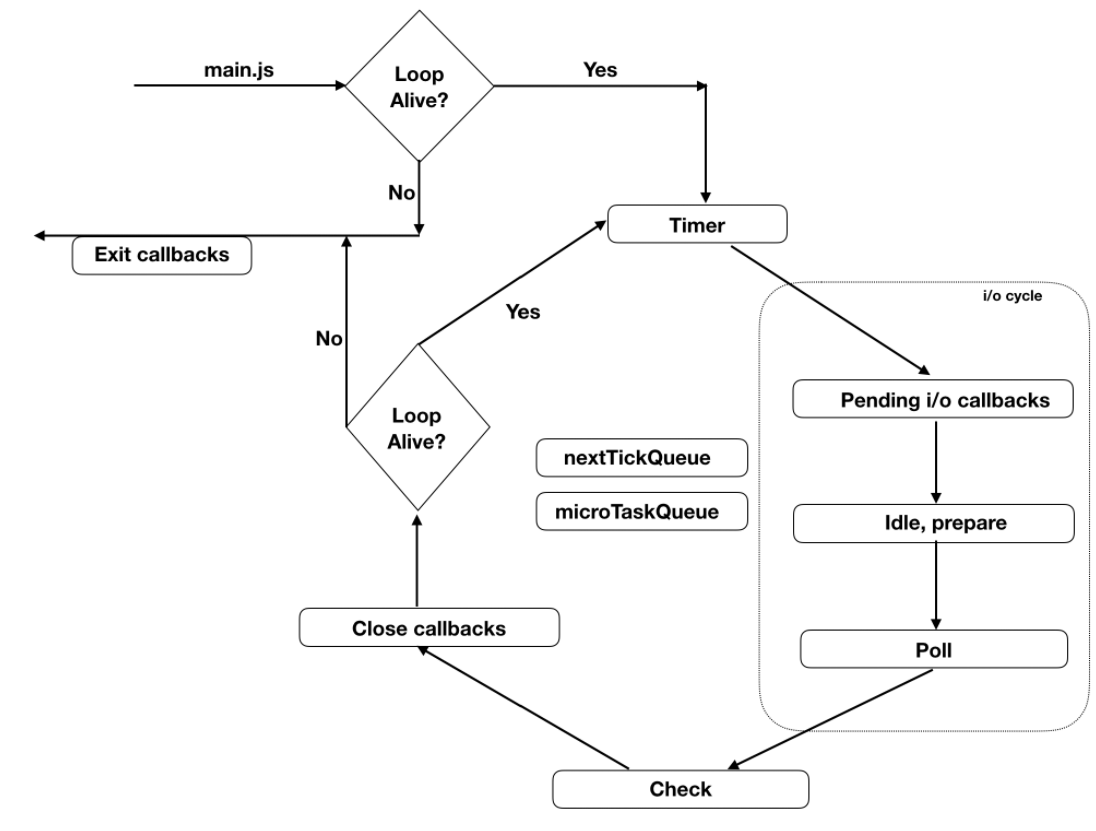 main.js
Loop
Alive?
Yes
No
Timer
Exit callbacks
i/o cycle
Yes
No
Pending i/o callbacks
Loop
Alive?
nextTickQueue
microTaskQueue
Idle, prepare
Close callbacks
Poll
Check